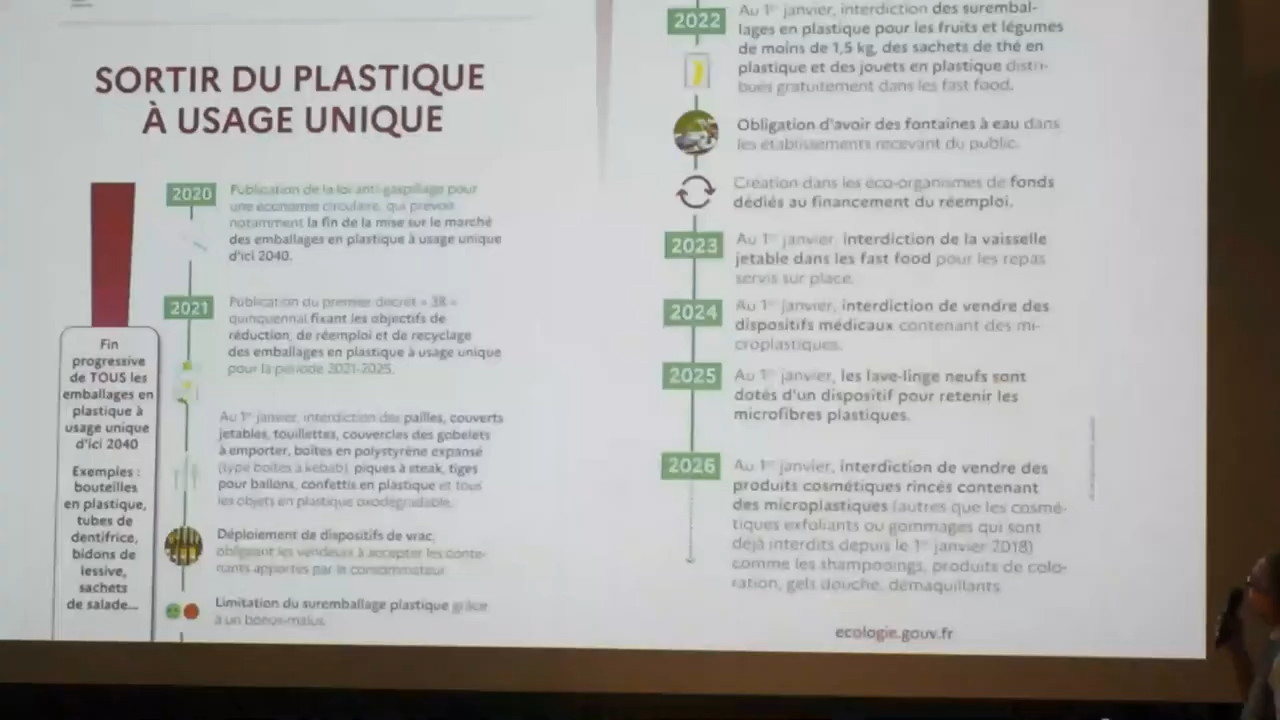 SORTIR DU PLASTIQUE
À USAGE UNIQUE
2020
Publication de la loi anti-gaspillage pour
une économie circulaire, qui prévoit
notamment la fin de la mise sur le marché
des emballages en plastique à usage unique
d'ici 2040.
2021
Publication du premier décret « 3R »
quinquennal fixant les objectifs de
réduction, de réemploi et de recyclage
des emballages en plastique à usage unique
pour la période 2021-2025.
Au 1er janvier, interdiction des pailles, couverts
jetables, touillettes, couvercles des gobelets
à emporter, boîtes en polystyrène expansé
(type boîtes à kebab), piques à steak, tiges
pour ballons, confettis en plastique et tous
les objets en plastique oxodégradable.
Déploiement de dispositifs de vrac,
obligeant les vendeurs à accepter les conte-
nants apportés par le consommateur
Limitation du suremballage plastique grâce
à un bonus-malus.
Fin
progressive
de TOUS les
emballages en
plastique à
usage unique
d'ici 2040
Exemples :
bouteilles
en plastique,
tubes de
dentifrice,
bidons de
lessive,
sachets
de salade...
2022
Au 1er janvier, interdiction des surembal-
lages en plastique pour les fruits et légumes
de moins de 1,5 kg, des sachets de thé en
plastique et des jouets en plastique distri-
bués gratuitement dans les fast food.
Obligation d'avoir des fontaines à eau dans
les établissements recevant du public.
Création dans les éco-organismes de fonds
dédiés au financement du réemploi.
2023
Au 1er janvier, interdiction de la vaisselle
jetable dans les fast food pour les repas
servis sur place.
2024
Au 1er janvier, interdiction de vendre des
dispositifs médicaux contenant des mi-
croplastiques.
2025
Au 1er janvier, les lave-linge neufs sont
dotés d'un dispositif pour retenir les
microfibres plastiques.
2026
Au 1er janvier, interdiction de vendre des
produits cosmétiques rincés contenant
des microplastiques (autres que les cosmé-
tiques exfoliants ou gommages qui sont
déjà interdits depuis le 1er janvier 2018)
comme les shampooings, produits de colo-
ration, gels douche, démaquillants.
ecologie.gouv.fr